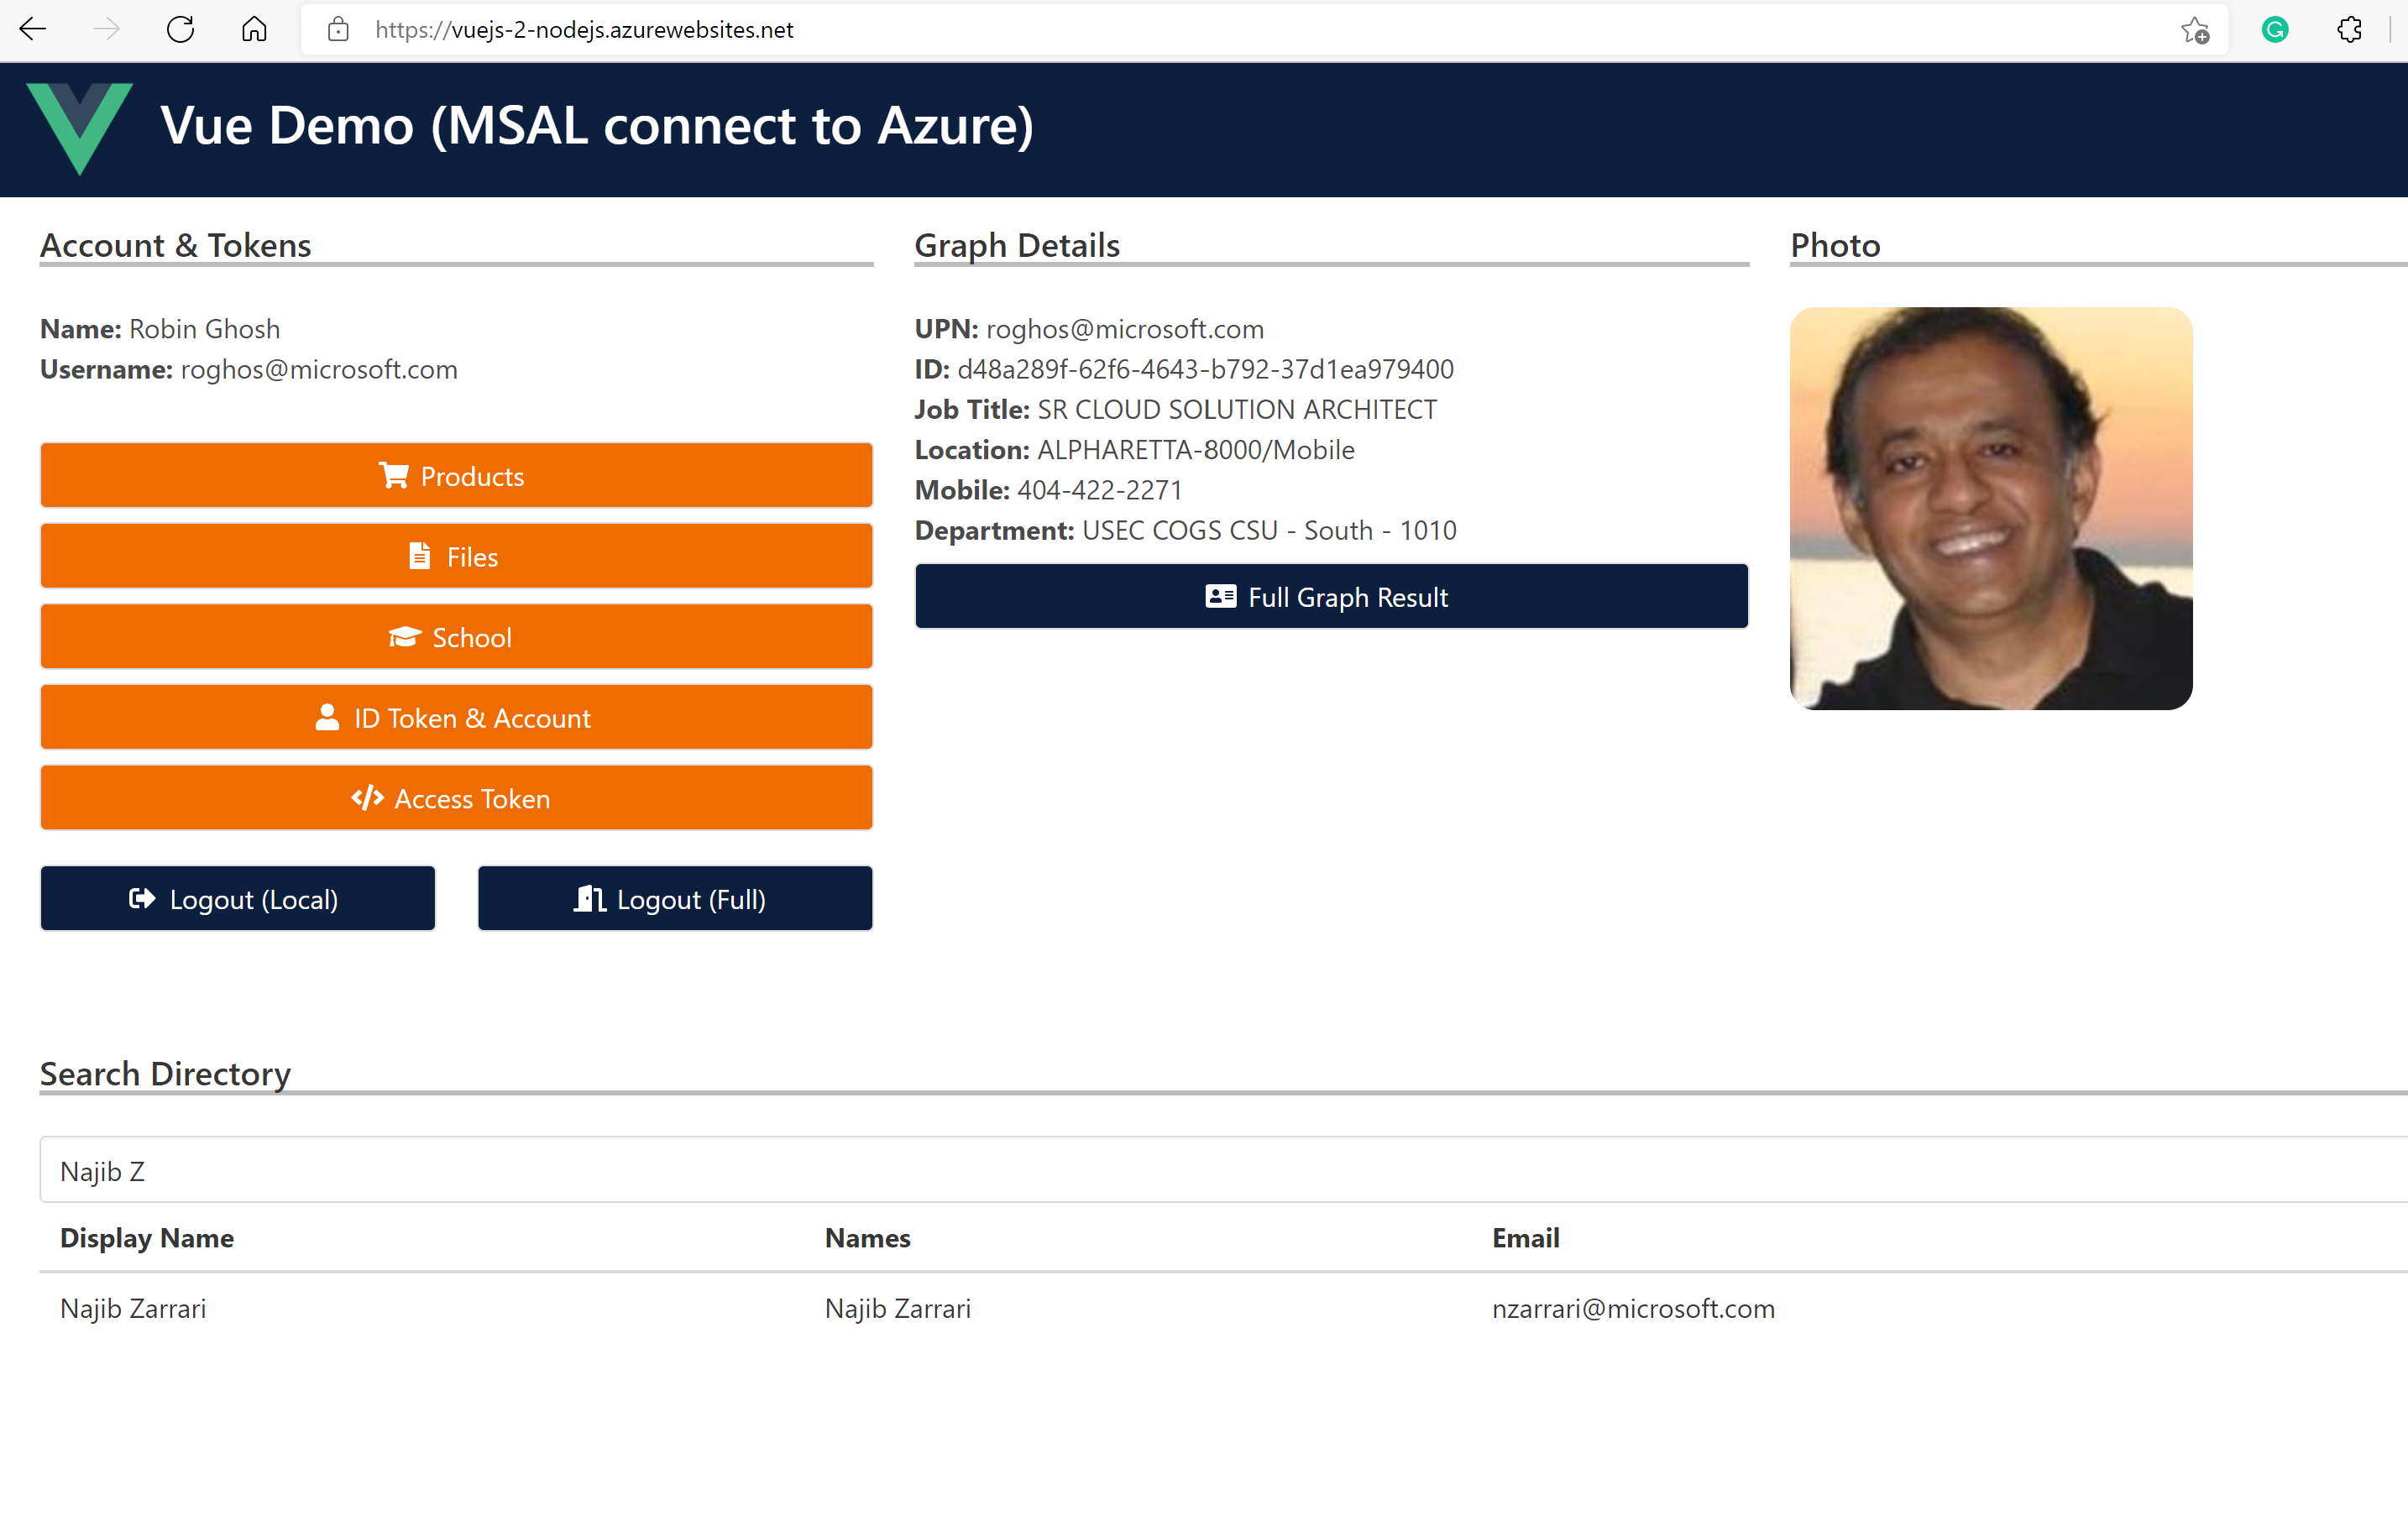 https://vuejs-2-nodejs.azurewebsites.net
Vue Demo (MSAL connect to Azure)
Account & Tokens
Name: Robin Ghosh
Username: roghos@microsoft.com
Products
Files
School
ID Token & Account
Access Token
Logout (Local)
Logout (Full)
Graph Details
UPN: roghos@microsoft.com
ID: d48a289f-62f6-4643-b792-37d1ea979400
Job Title: SR CLOUD SOLUTION ARCHITECT
Location: ALPHARETTA-8000/Mobile
Mobile: 404-422-2271
Department: USEC COGS CSU - South - 1010
Full Graph Result
Photo
Search Directory
Najib Z
Display Name Names Email
Najib Zarrari Najib Zarrari nzarrari@microsoft.com